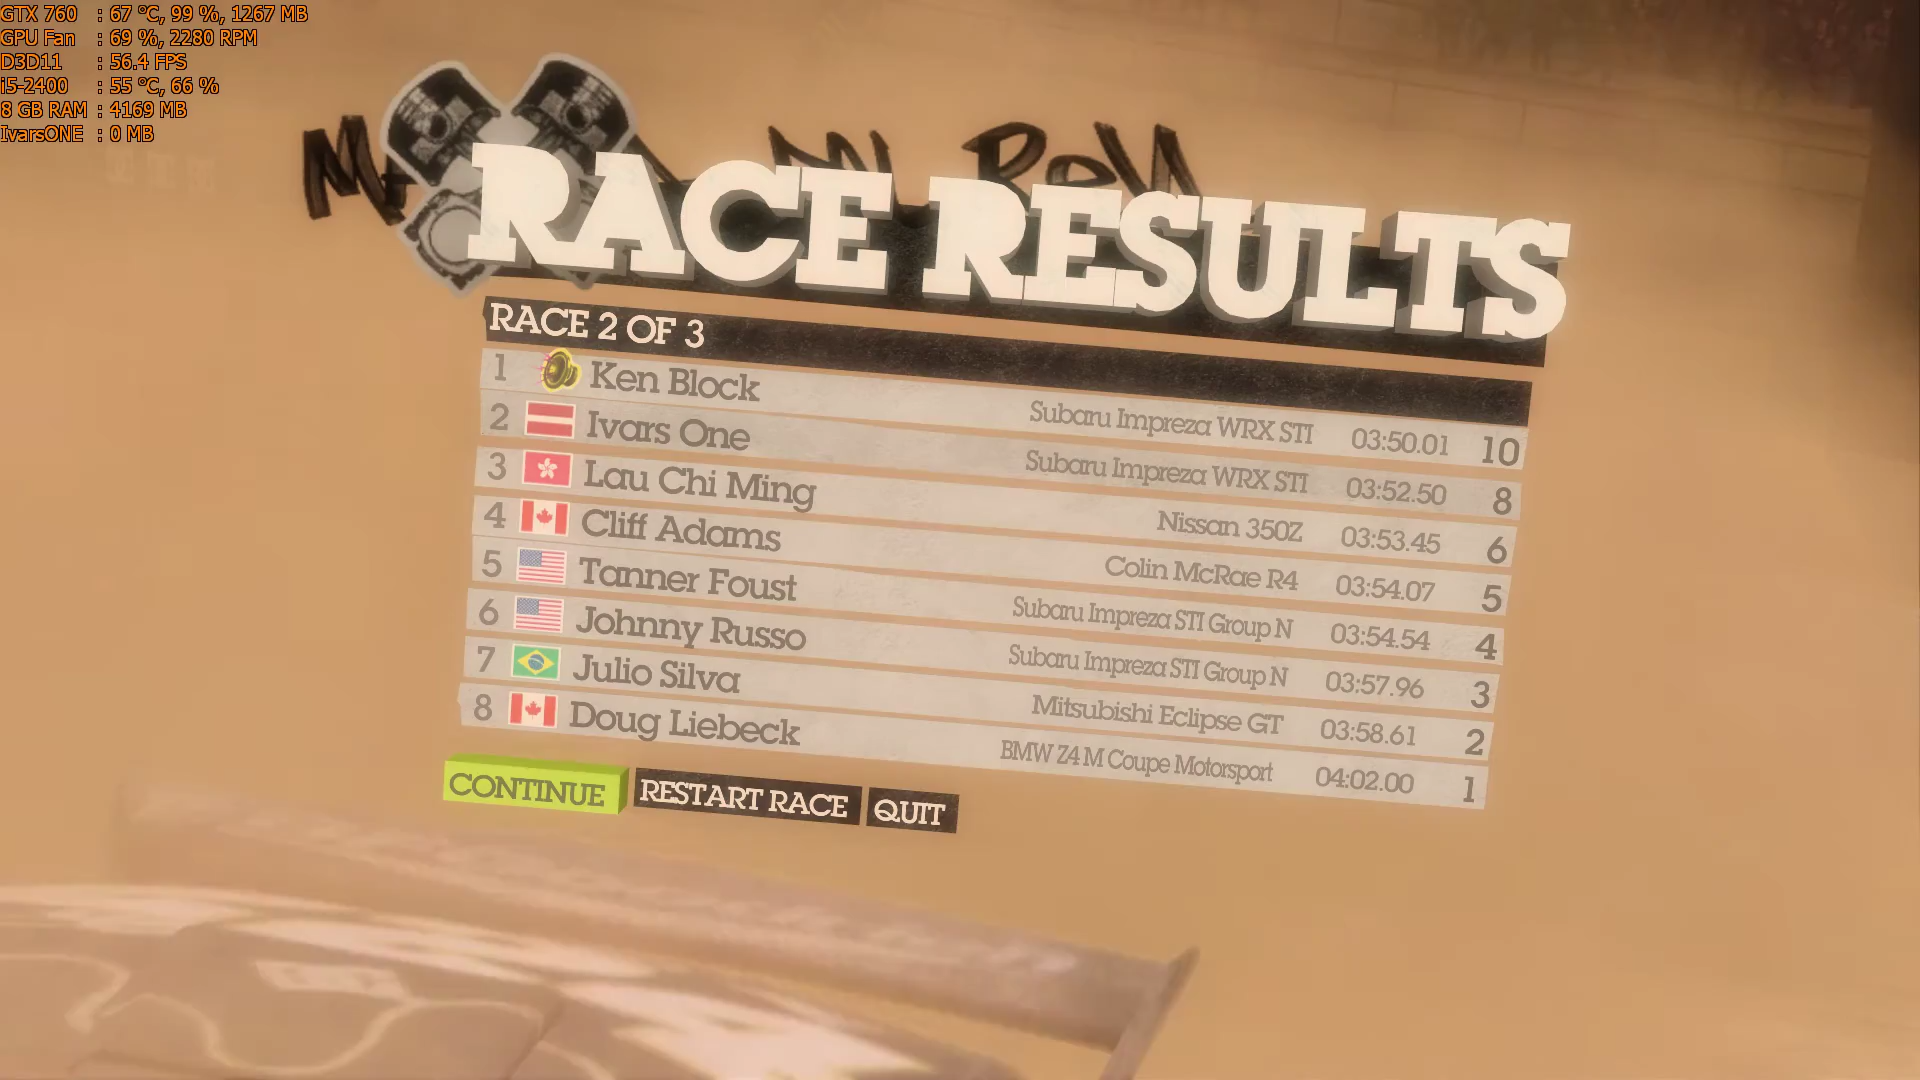 GTX 760 : 67 °C, 99 %, 1267 MB
GPU Fan : 69 %, 2280 RPM
D3D11 : 56.4 FPS
i5-2400 : 55 °C, 66 %
8 GB RAM : 4169 MB
IvarsONE : 0 MB
RACE RESULTS
RACE 2 OF 3
1 Ken Block Subaru Impreza WRX STI 03:50.01 10
2 Ivars One Subaru Impreza WRX STI 03:52.50 8
3 Lau Chi Ming Nissan 350Z 03:53.45 6
4 Cliff Adams Colin McRae R4 03:54.07 5
5 Tanner Foust Subaru Impreza STI Group N 03:54.54 4
6 Johnny Russo Subaru Impreza STI Group N 03:57.96 3
7 Julio Silva Mitsubishi Eclipse GT 03:58.61 2
8 Doug Liebeck BMW Z4 M Coupe Motorsport 04:02.00 1
CONTINUE RESTART RACE QUIT